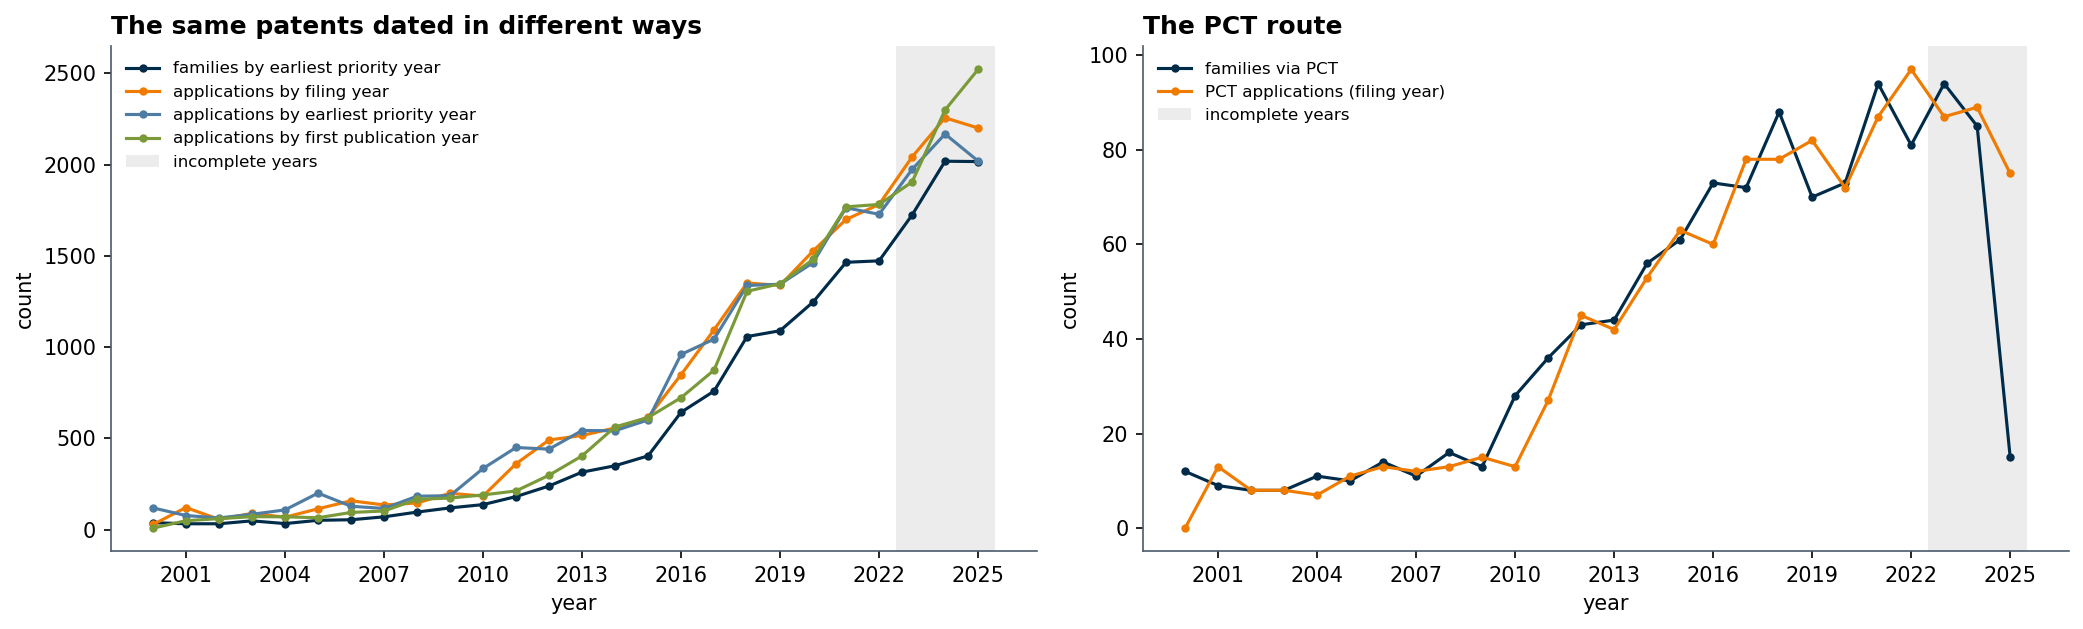 The same patents dated in different ways
families by earliest priority year
applications by filing year
applications by earliest priority year
applications by first publication year
incomplete years
2500
2000
1500
1000
500
0
count
2001 2004 2007 2010 2013 2016 2019 2022 2025
year
The PCT route
families via PCT
PCT applications (filing year)
incomplete years
100
80
60
40
20
0
count
2001 2004 2007 2010 2013 2016 2019 2022 2025
year